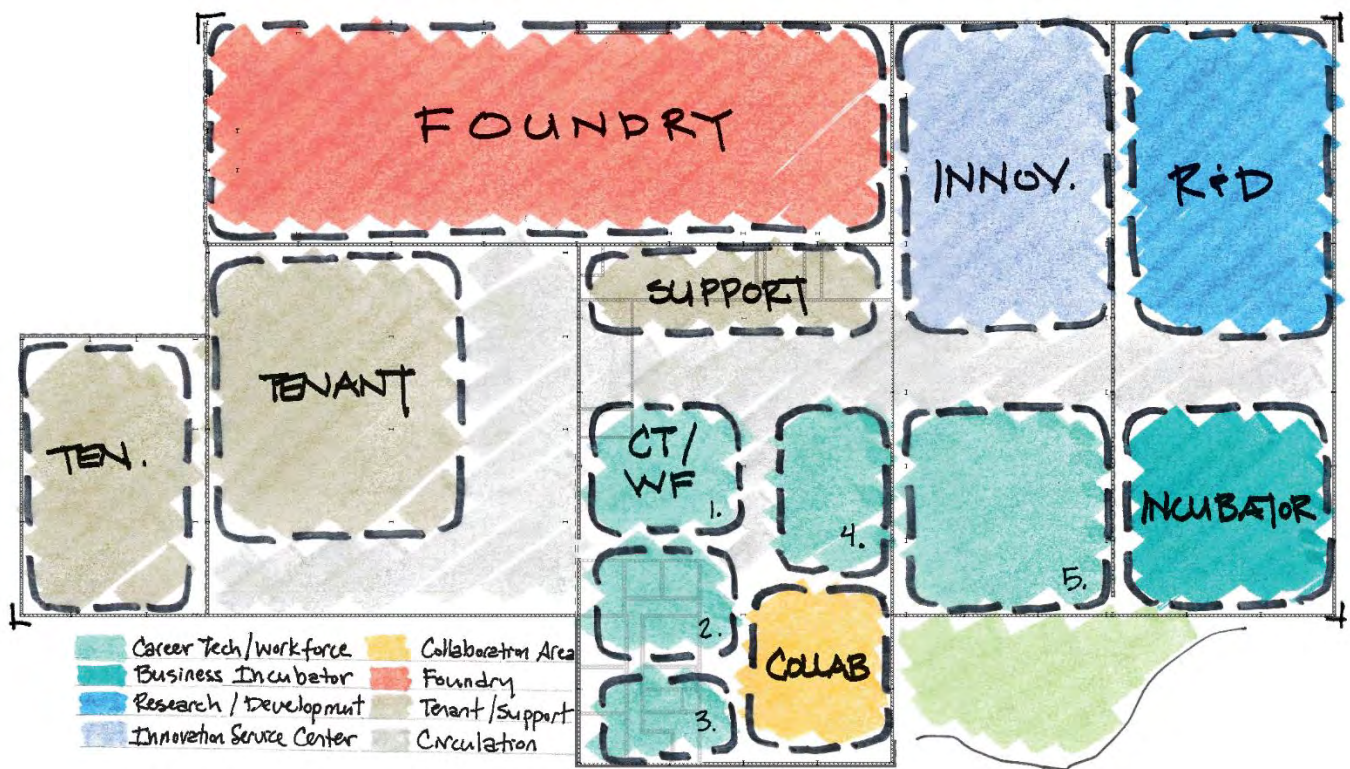 FOUNDRY
INNOV.
R+D
SUPPORT
TENANT
TEN.
CT/
WF
1.
4.
5.
INCUBATOR
2.
COLLAB
3.
Career Tech/Workforce
Business Incubator
Research / Development
Innovation Service Center
Collaboration Area
Foundry
Tenant/Support
Circulation